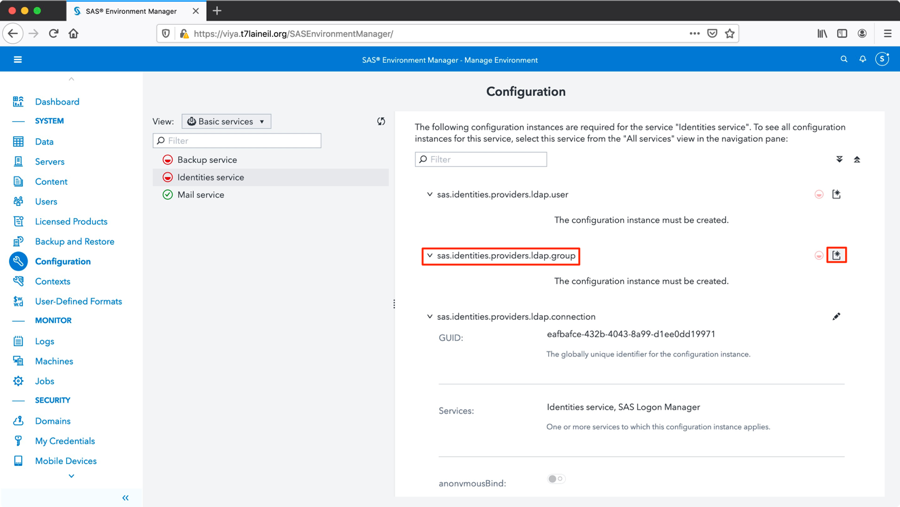 SAS® Environment Manager
https://viya.t7laineil.org/SASEnvironmentManager/
SAS® Environment Manager - Manage Environment
S
Dashboard
SYSTEM
Data
Servers
Content
Users
Licensed Products
Backup and Restore
Configuration
Contexts
User-Defined Formats
MONITOR
Logs
Machines
Jobs
SECURITY
Domains
My Credentials
Mobile Devices
Configuration
View: Basic services
Filter
Backup service
Identities service
Mail service
The following configuration instances are required for the service "Identities service". To see all configuration
instances for this service, select this service from the "All services" view in the navigation pane:
Filter
sas.identities.providers.ldap.user
The configuration instance must be created.
sas.identities.providers.ldap.group
The configuration instance must be created.
sas.identities.providers.ldap.connection
GUID: eafbafce-432b-4043-8a99-d1ee0dd19971
The globally unique identifier for the configuration instance.
Services: Identities service, SAS Logon Manager
One or more services to which this configuration instance applies.
anonymousBind: